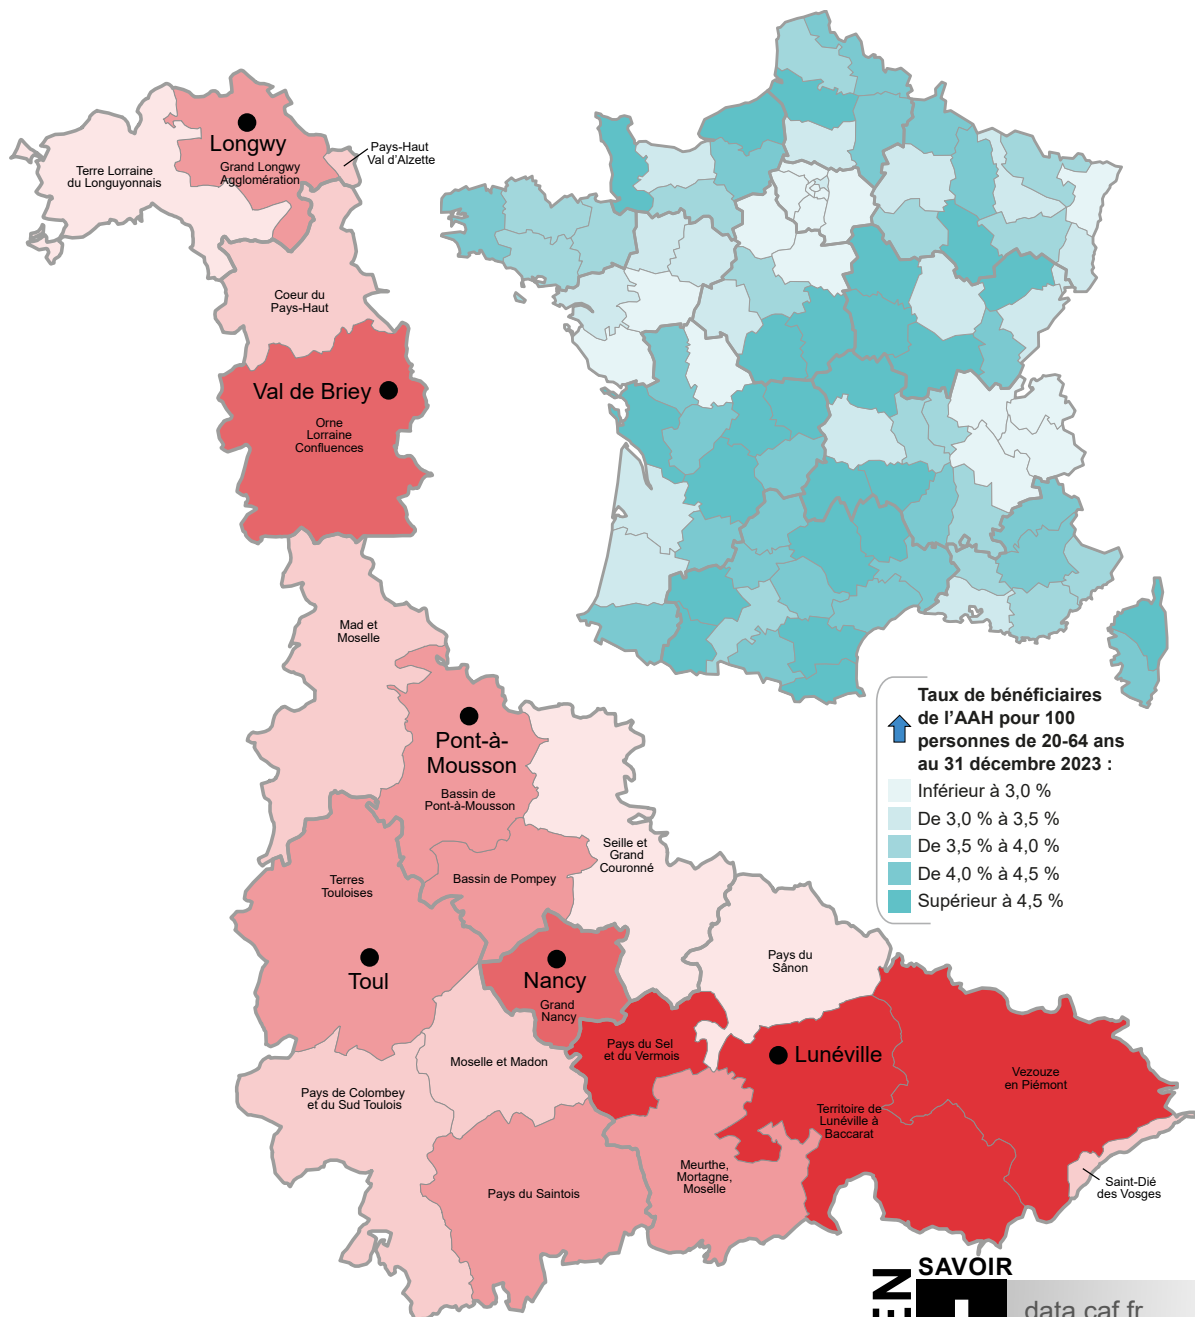 Longwy
Grand Longwy
Agglomération
Pays-Haut
Val d'Alzette
Terre Lorraine
du Longuyonnais
Coeur du
Pays-Haut
Val de Briey
Orne
Lorraine
Confluences
Mad et
Moselle
Pont-à-
Mousson
Bassin de
Pont-à-Mousson
Seille et
Grand
Couronné
Bassin de Pompey
Terres
Touloises
Toul
Nancy
Grand
Nancy
Pays du
Sânon
Pays du Sel
et du Vermois
Lunéville
Moselle et Madon
Vezouze
en Piémont
Pays de Colombey
et du Sud Toulois
Territoire de
Lunéville à
Baccarat
Meurthe,
Mortagne,
Moselle
Pays du Saintois
Saint-Dié
des Vosges
Taux de bénéficiaires
de l'AAH pour 100
personnes de 20-64 ans
au 31 décembre 2023 :
Inférieur à 3,0 %
De 3,0 % à 3,5 %
De 3,5 % à 4,0 %
De 4,0 % à 4,5 %
Supérieur à 4,5 %
EN
SAVOIR
data.caf.fr